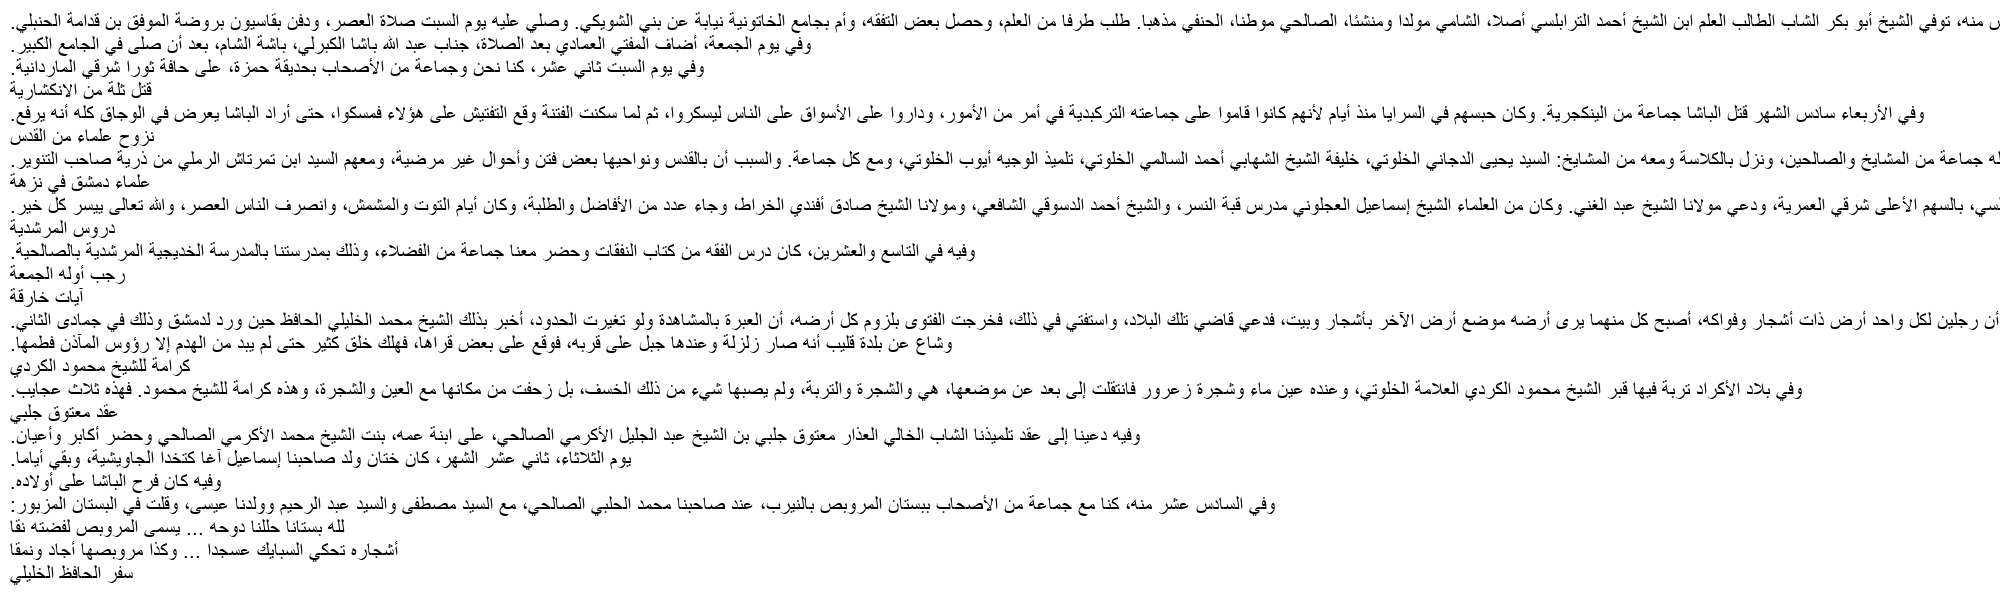 منه، توفي الشيخ أبو بكر الشاب الطالب العلم ابن الشيخ أحمد الترابلسي أصلا، الشامي مولدا ومنشئا، الصالحي موطنا، الحنفي مذهبا. طلب طرفا من العلم، وحصل بعض التفقه، وأم بجامع الخاتونية نيابة عن بني الشويكي. وصلي عليه يوم السبت صلاة العصر، ودفن بقاسيون بروضة الموفق بن قدامة الحنبلي.
وفي يوم الجمعة، أضاف المفتي العمادي بعد الصلاة، جناب عبد الله باشا الكبرلي، باشة الشام، بعد أن صلى في الجامع الكبير.
وفي يوم السبت ثاني عشر، كنا نحن وجماعة من الأصحاب بحديقة حمزة، على حافة ثورا شرقي الماردانية.
قتل ثلة من الانكشارية
وفي الأربعاء سادس الشهر قتل الباشا جماعة من الينكجرية. وكان حبسهم في السرايا منذ أيام لأنهم كانوا قاموا على جماعته التركبدية في أمر من الأمور، وداروا على الأسواق على الناس ليسكروا، ثم لما سكنت الفتنة وقع التفتيش على هؤلاء فمسكوا، حتى أراد الباشا يعرض في الوجاق كله أنه يرفع.
نزوح علماء من القدس
له جماعة من المشايخ والصالحين، ونزل بالكلاسة ومعه من المشايخ: السيد يحيى الدجاني الخلوتي، خليفة الشيخ الشهابي أحمد السالمي الخلوتي، تلميذ الوجيه أيوب الخلوتي، ومع كل جماعة. والسبب أن بالقدس ونواحيها بعض فتن وأحوال غير مرضية، ومعهم السيد ابن تمرتاش الرملي من ذرية صاحب التنوير.
علماء دمشق في نزهة
بالسهم الأعلى شرقي العمرية، ودعي مولانا الشيخ عبد الغني. وكان من العلماء الشيخ إسماعيل العجلوني مدرس قبة النسر، والشيخ أحمد الدسوقي الشافعي، ومولانا الشيخ صادق أفندي الخراط، وجاء عدد من الأفاضل والطلبة، وكان أيام التوت والمشمش، وانصرف الناس العصر، والله تعالى ييسر كل خير.
دروس المرشدية
وفيه في التاسع والعشرين، كان درس الفقه من كتاب النفقات وحضر معنا جماعة من الفضلاء، وذلك بمدرستنا بالمدرسة الخديجية المرشدية بالصالحية.
رجب أوله الجمعة
آيات خارقة
أن رجلين لكل واحد أرض ذات أشجار وفواكه، أصبح كل منهما يرى أرضه موضع أرض الآخر بأشجار وبيت، فدعي قاضي تلك البلاد، واستفتي في ذلك، فخرجت الفتوى بلزوم كل أرضه، أن العبرة بالمشاهدة ولو تغيرت الحدود، أخبر بذلك الشيخ محمد الخليلي الحافظ حين ورد لدمشق وذلك في جمادى الثاني.
وشاع عن بلدة قليب أنه صار زلزلة وعندها جبل على قربه، فوقع على بعض قراها، فهلك خلق كثير حتى لم يبد من الهدم إلا رؤوس المآذن فطمها.
كرامة للشيخ محمود الكردي
وفي بلاد الأكراد تربة فيها قبر الشيخ محمود الكردي العلامة الخلوتي، وعنده عين ماء وشجرة زعرور فانتقلت إلى بعد عن موضعها، هي والشجرة والتربة، ولم يصبها شيء من ذلك الخسف، بل زحفت من مكانها مع العين والشجرة، وهذه كرامة للشيخ محمود. فهذه ثلاث عجايب.
عقد معتوق جلبي
وفيه دعينا إلى عقد تلميذنا الشاب الخالي العذار معتوق جلبي بن الشيخ عبد الجليل الأكرمي الصالحي، على ابنة عمه، بنت الشيخ محمد الأكرمي الصالحي وحضر أكابر وأعيان.
يوم الثلاثاء، ثاني عشر الشهر، كان ختان ولد صاحبنا إسماعيل آغا كتخدا الجاويشية، وبقي أياما.
وفيه كان فرح الباشا على أولاده.
وفي السادس عشر منه، كنا مع جماعة من الأصحاب ببستان المروبص بالنيرب، عند صاحبنا محمد الحلبي الصالحي، مع السيد مصطفى والسيد عبد الرحيم وولدنا عيسى، وقلت في البستان المزبور:
لله بستانا حللنا دوحه ... يسمى المروبص لفضته نقا
أشجاره تحكي السبايك عسجدا ... وكذا مروبصها أجاد ونمقا
سفر الحافظ الخليلي